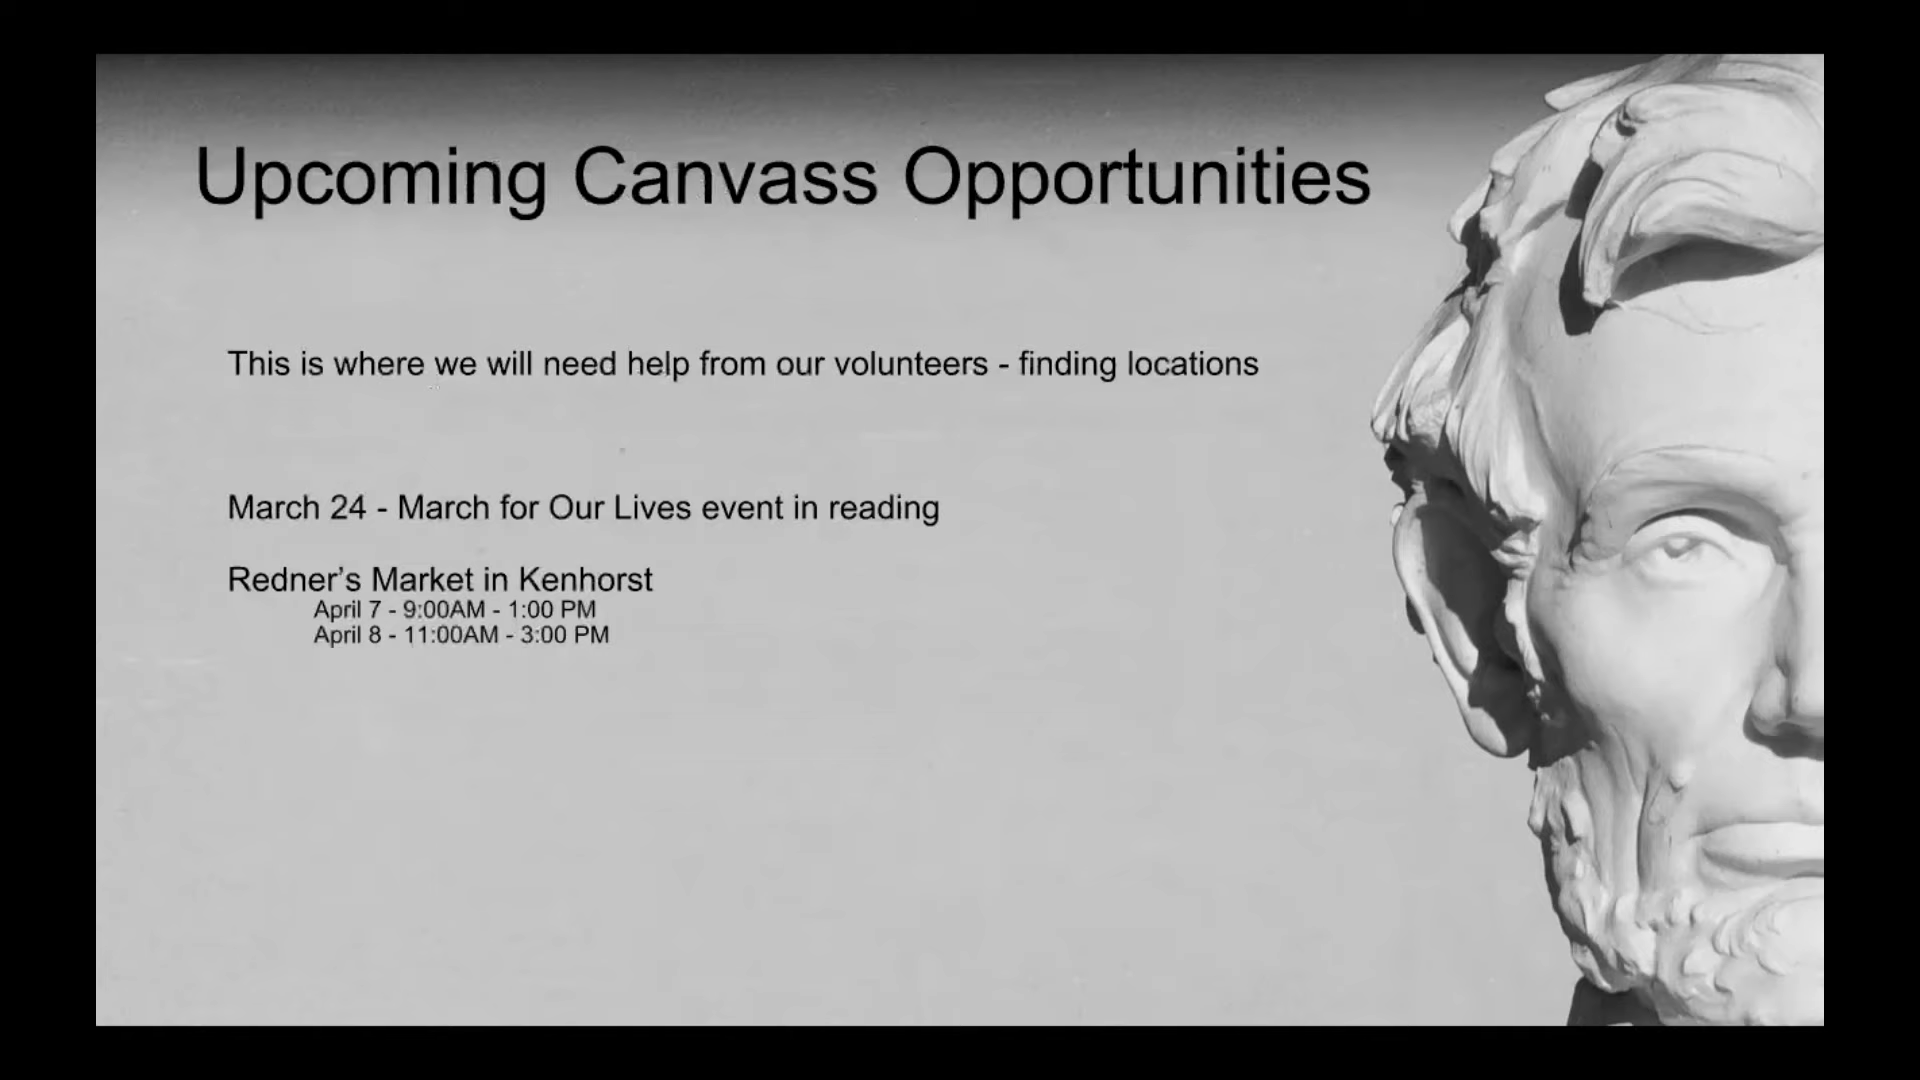 Upcoming Canvass Opportunities
This is where we will need help from our volunteers - finding locations
March 24 - March for Our Lives event in reading
Redner’s Market in Kenhorst
April 7 - 9:00AM - 1:00 PM
April 8 - 11:00AM - 3:00 PM